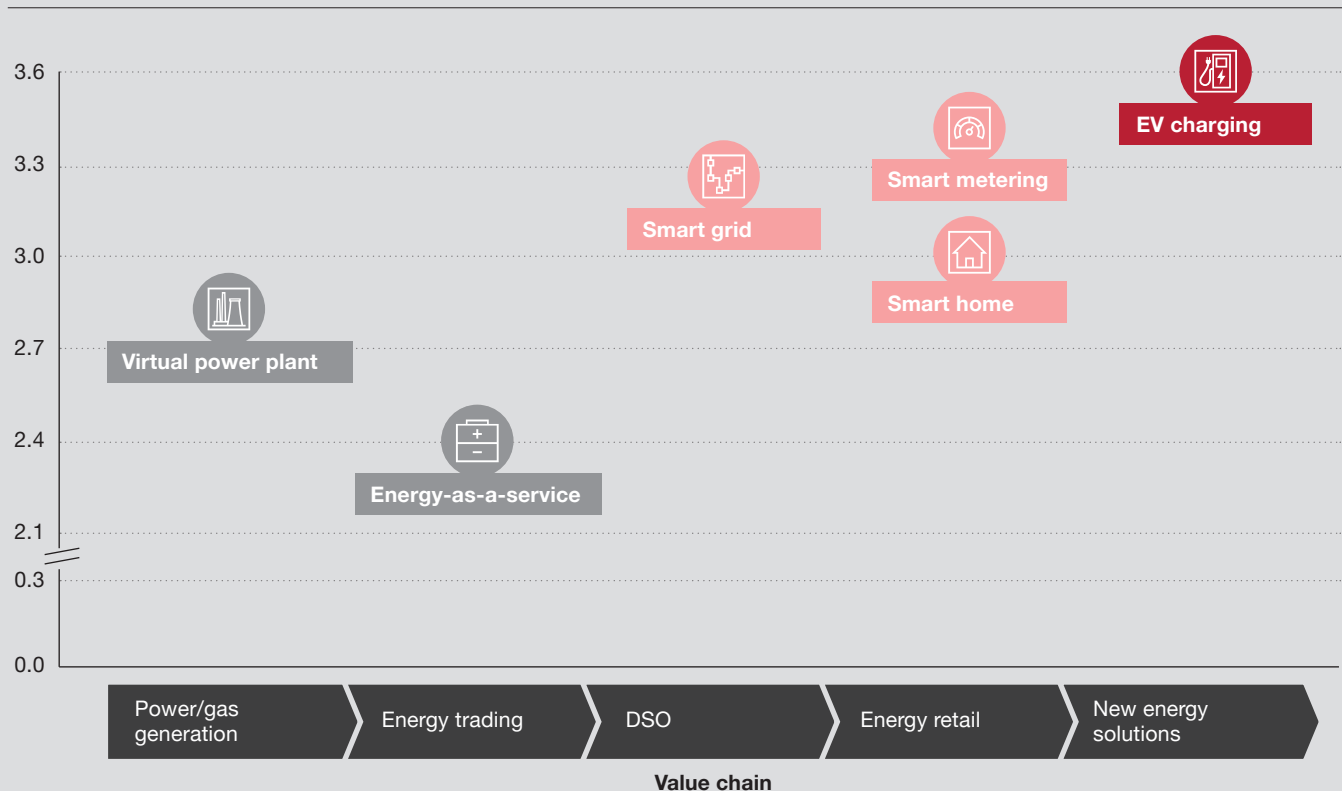 3.6
EV charging
3.3
Smart metering
Smart grid
3.0
Smart home
2.7
Virtual power plant
2.4
+
−
Energy-as-a-service
2.1
0.3
0.0
Power/gas
generation
Energy trading
DSO
Energy retail
New energy
solutions
Value chain